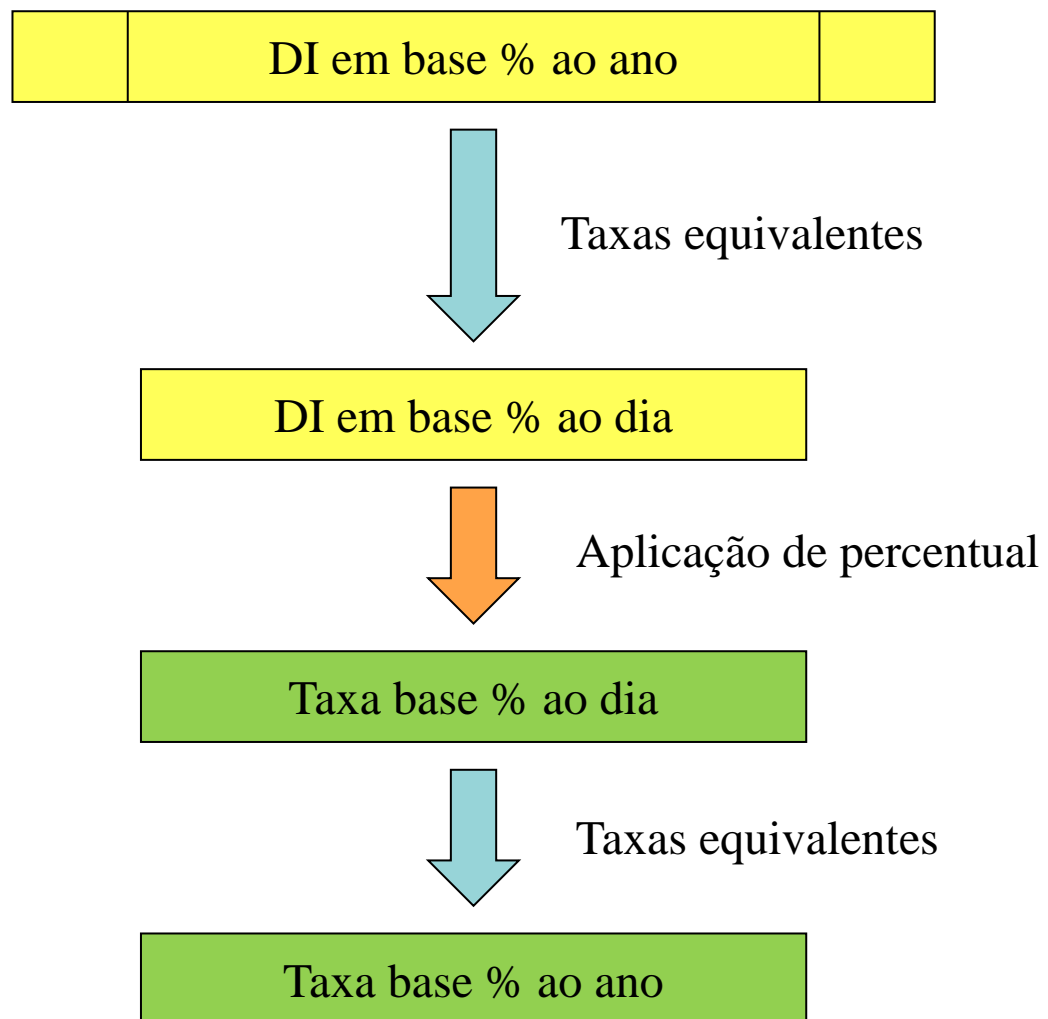 DI em base % ao ano
Taxas equivalentes
DI em base % ao dia
Aplicação de percentual
Taxa base % ao dia
Taxas equivalentes
Taxa base % ao ano